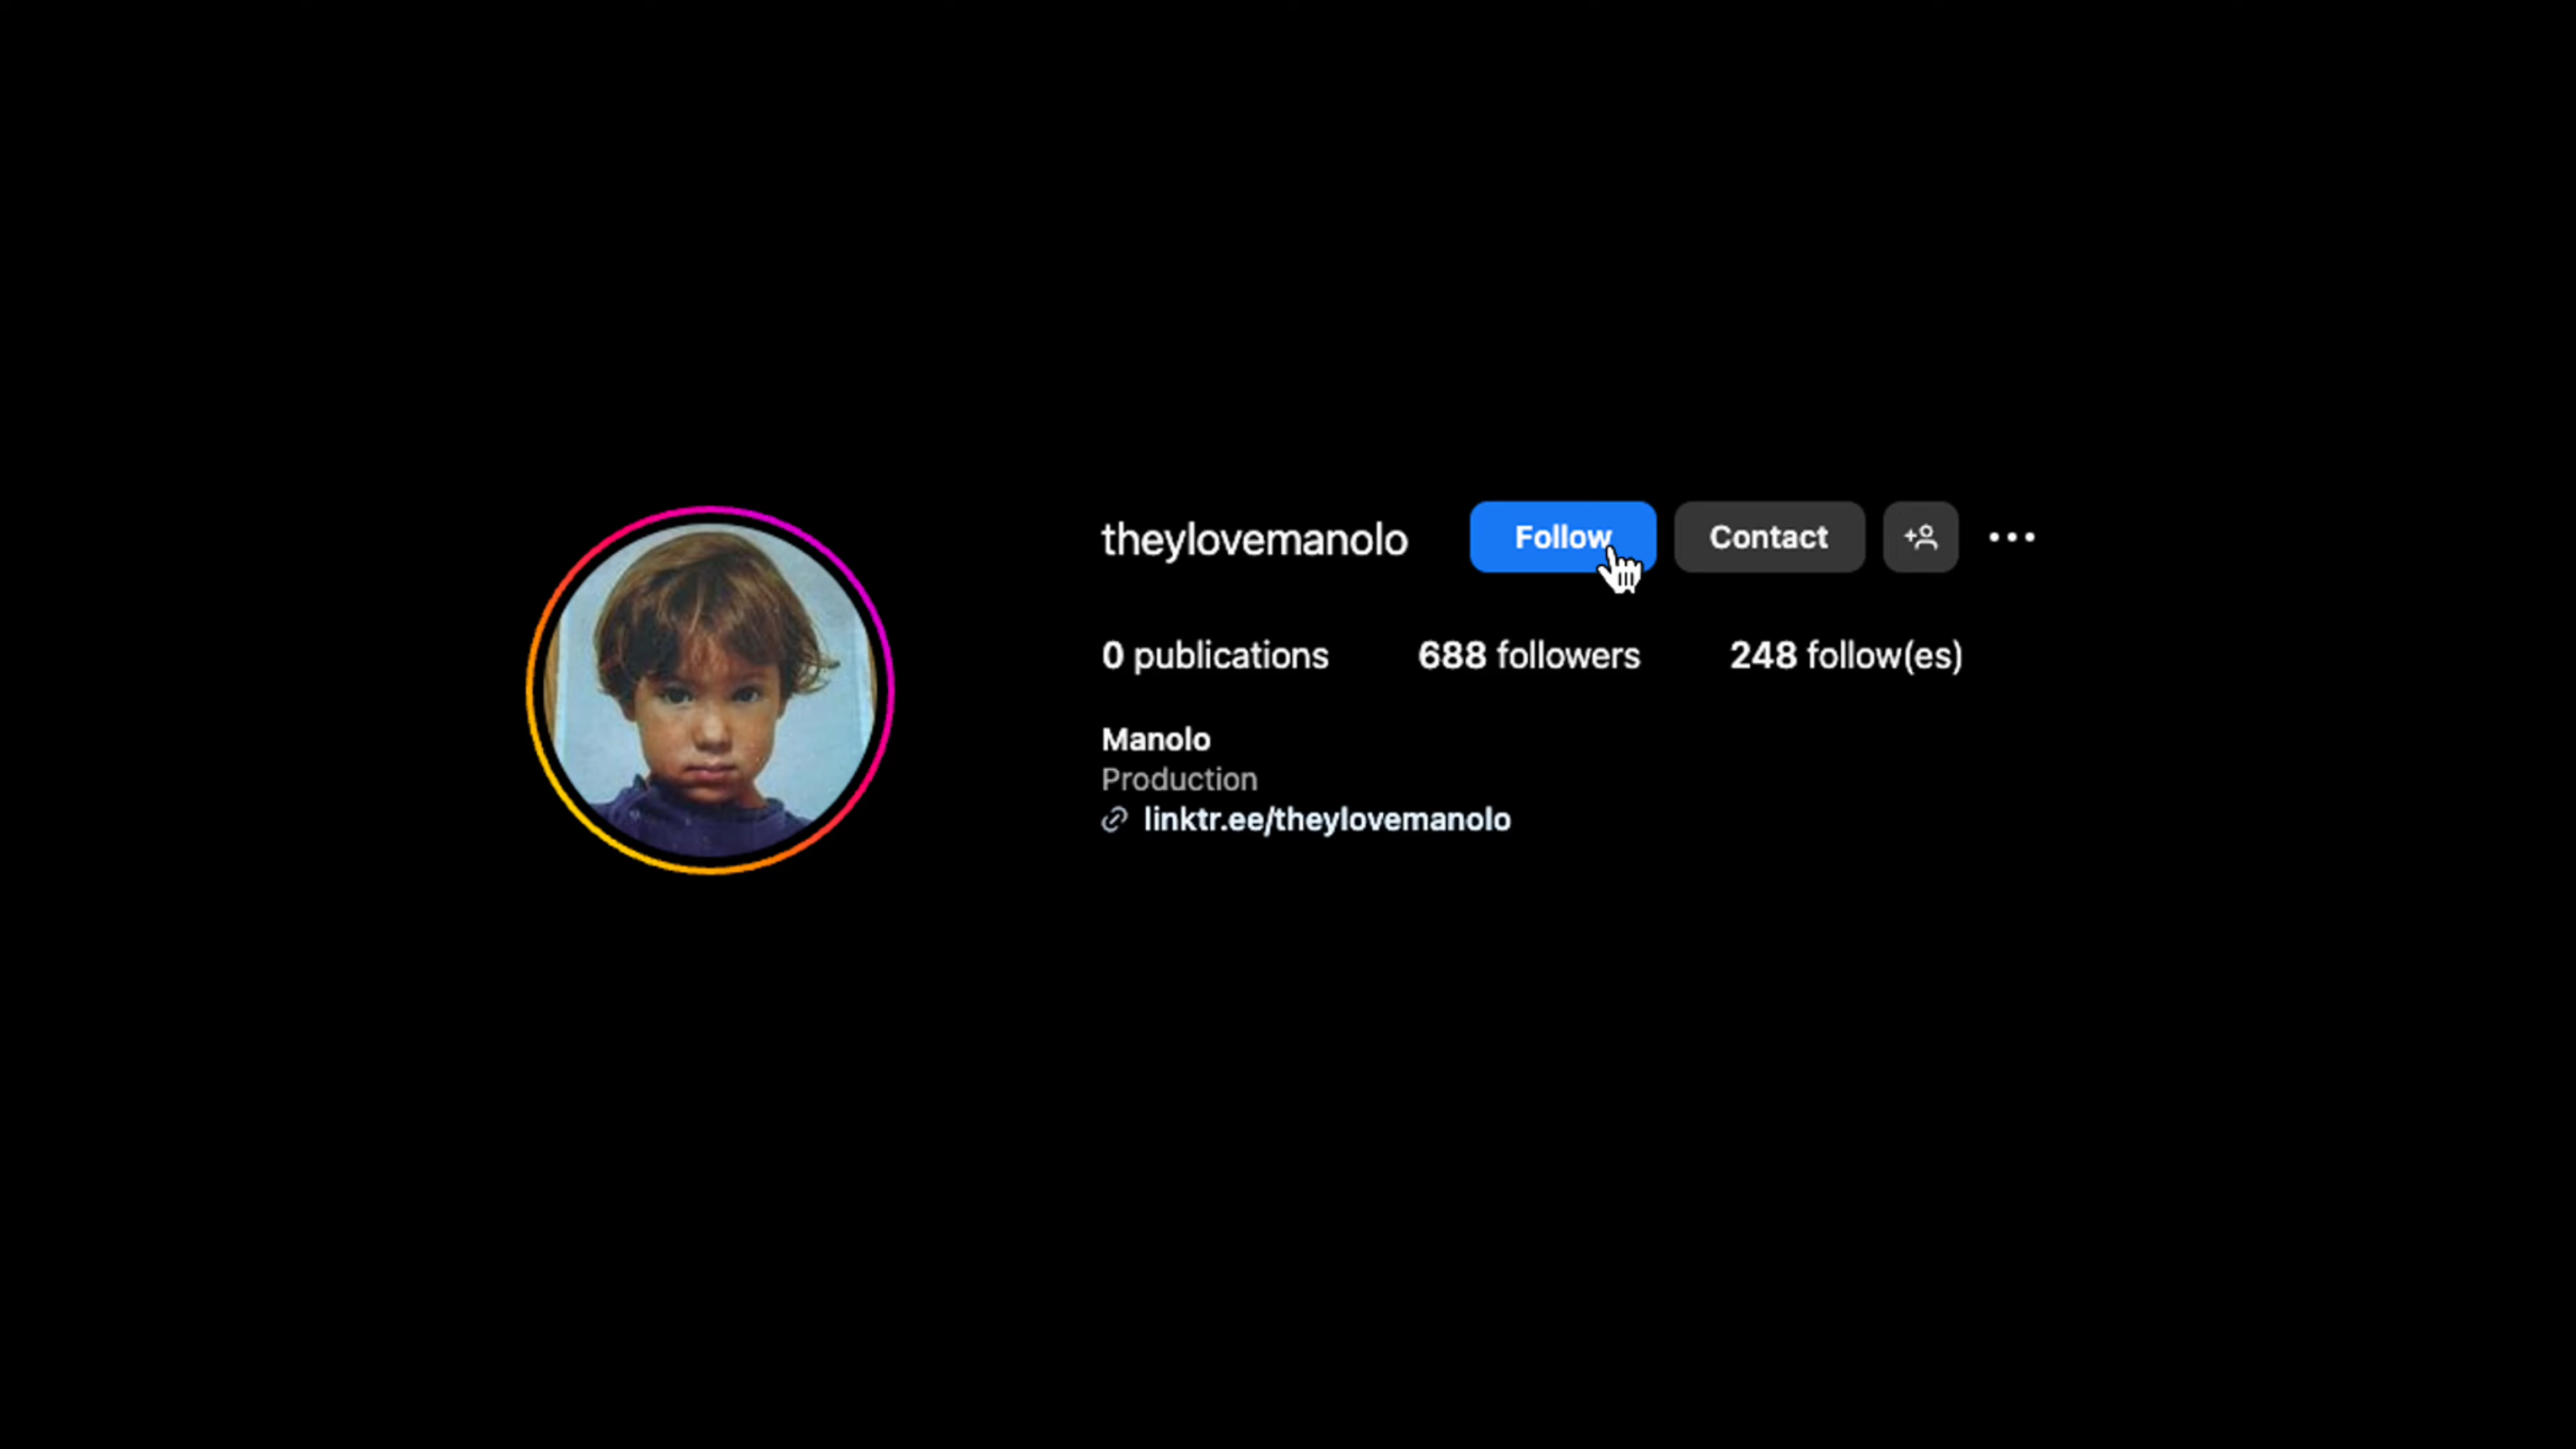 theylovemanolo Follow Contact
0 publications 688 followers 248 follow(es)
Manolo
Production
linktr.ee/theylovemanolo